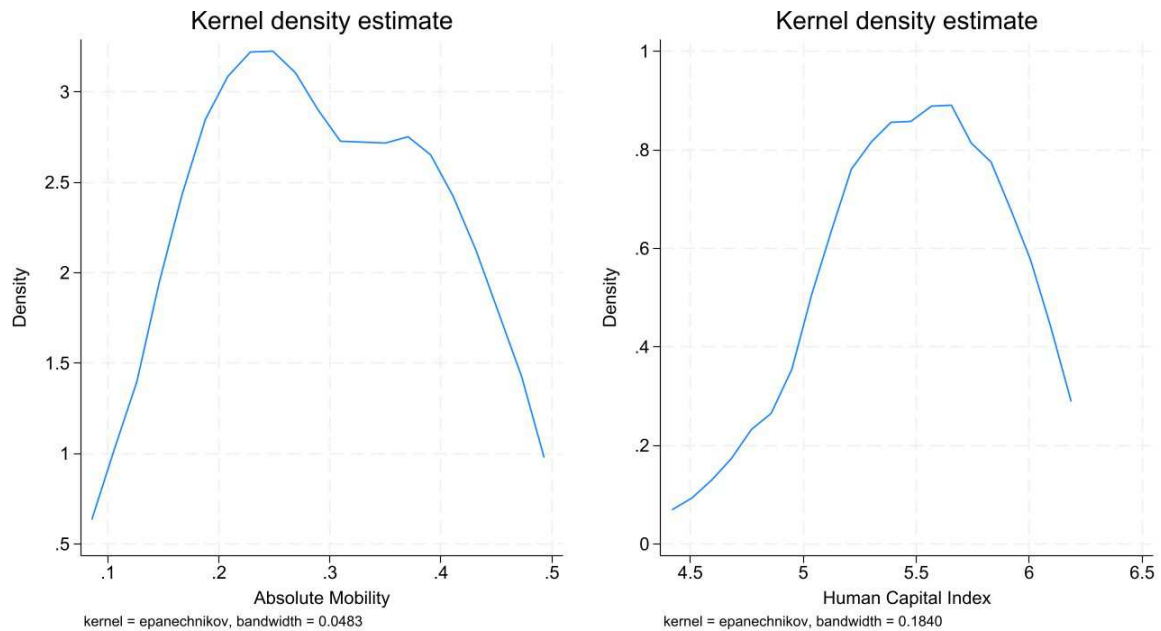 Kernel density estimate
3
2.5
2
1.5
1
.5
Density
.1 .2 .3 .4 .5
Absolute Mobility
kernel = epanechnikov, bandwidth = 0.0483
Kernel density estimate
1
.8
.6
.4
.2
0
Density
4.5 5 5.5 6 6.5
Human Capital Index
kernel = epanechnikov, bandwidth = 0.1840